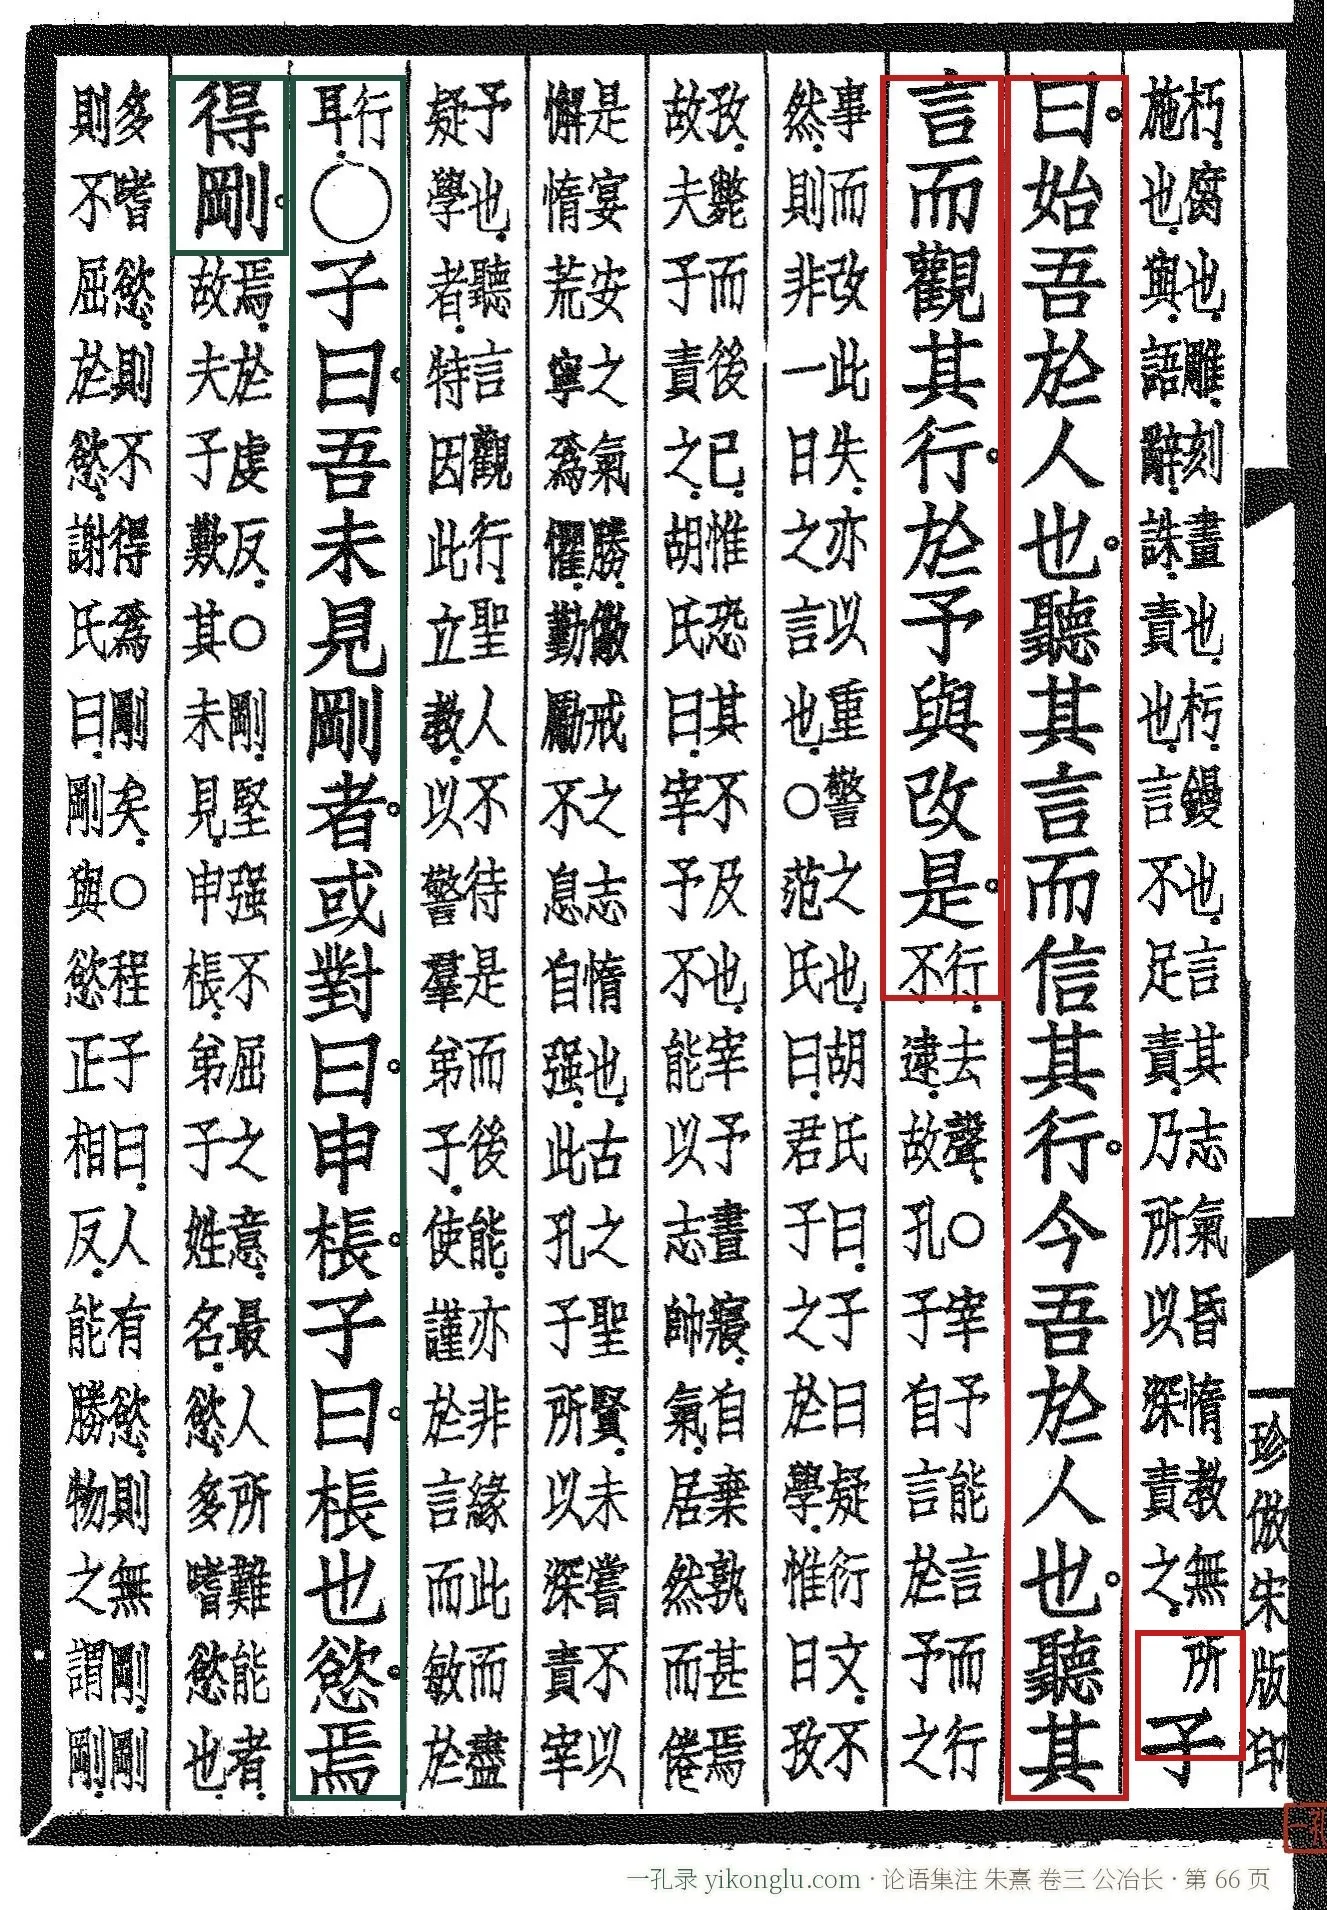 珍倣宋版印
朽。腐也。雕。刻畫也。杇。鏝也。言其志氣昏惰。教無所
施也。與。語辭。誅。責也。言不足責。乃所以深責之。
子
曰。始吾於人也。聽其言而信其行。今吾於人也。聽其
言而觀其行。於予與改是。
行。去聲。○宰予能言而行
不逮。故孔子自言於予之
事而改此失。亦以重警之也。胡氏曰。子曰疑衍文。不
然。則非一日之言也。○范氏曰。君子之於學。惟日孜
孜。斃而後已。惟恐其不及也。宰予晝寢。自棄孰甚焉
故夫子責之。胡氏曰。宰予不能以志帥氣。居然而倦
是宴安之氣勝。儆戒之志惰也。古之聖賢。未嘗不以
懈惰荒寧爲懼。勤勵不息自强。此孔子所以深責宰
予也。聽言觀行。聖人不待是而後能。亦非緣此而盡
疑學者。特因此立教。以警羣弟子。使謹於言而敏於
行
耳。
○子曰。吾未見剛者。或對曰。申棖。子曰。棖也慾。焉
得剛。
焉。於虔反。○剛。堅强不屈之意。最人所難能者。
故夫子歎其未見。申棖。弟子姓名。慾。多嗜慾也。
多嗜慾。則不得爲剛矣。○程子曰。人有慾。則無剛。剛
則不屈於慾。謝氏曰。剛與慾正相反。能勝物之謂剛。
一孔录 yikonglu.com · 论语集注 朱熹 卷三 公冶长 · 第 66 页